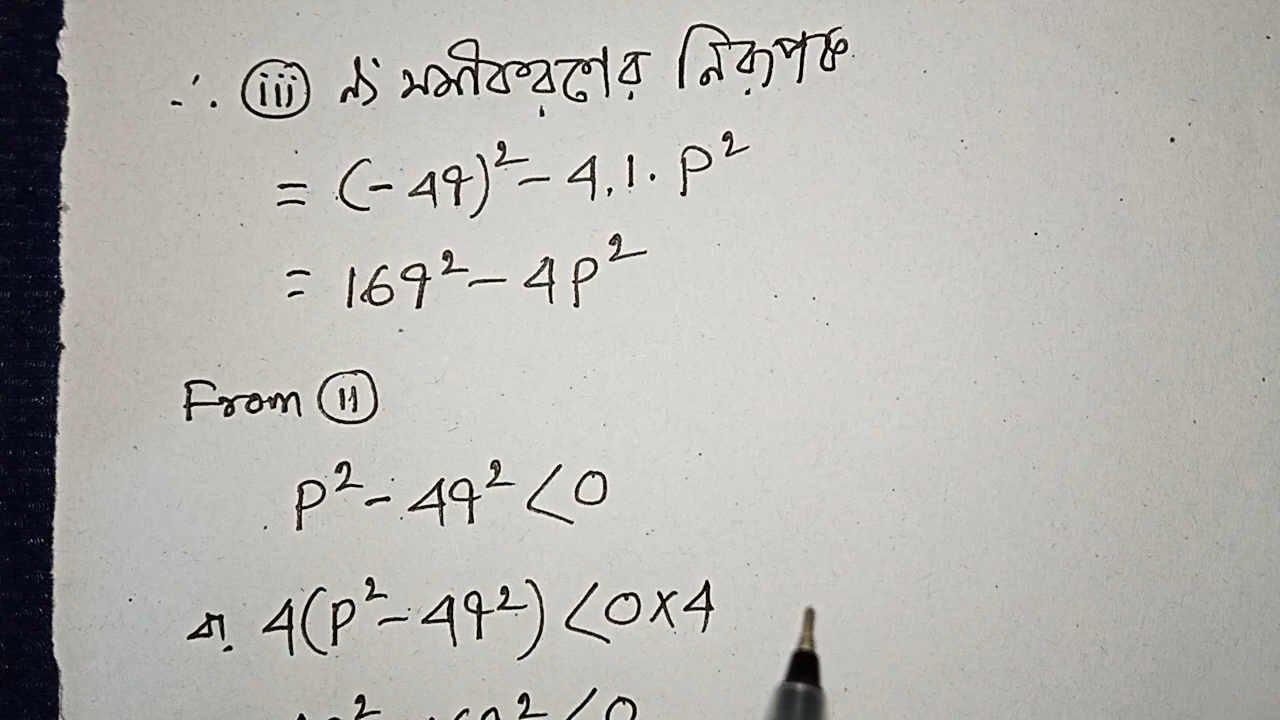 ∴ (iii) নং সমীকরণের নিরূপক
= (-4q)² - 4.1. p²
= 16q² - 4p²
From (ii)
p² - 4q² < 0
বা. 4(p² - 4q²) < 0×4